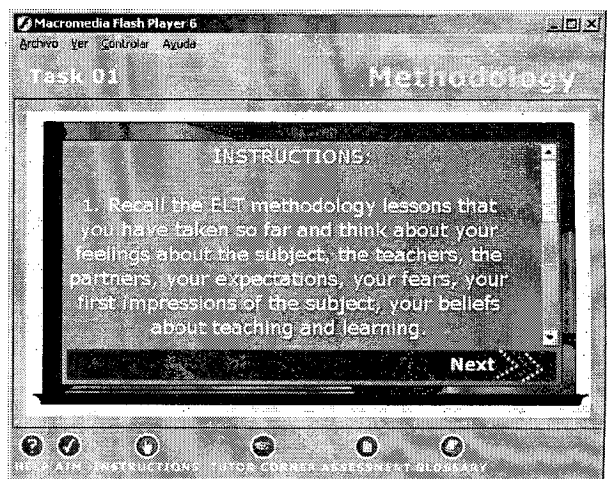 Macromedia Flash Player 6
Archivo Ver Controlar Ayuda
Task 01 Methodology
INSTRUCTIONS:
1. Recall the ELT methodology lessons that
you have taken so far and think about your
feelings about the subject, the teachers, the
partners, your expectations, your fears, your
first impressions of the subject, your beliefs
about teaching and learning.
Next
HELP AIM INSTRUCTIONS TUTOR CORNER ASSESSMENT GLOSSARY